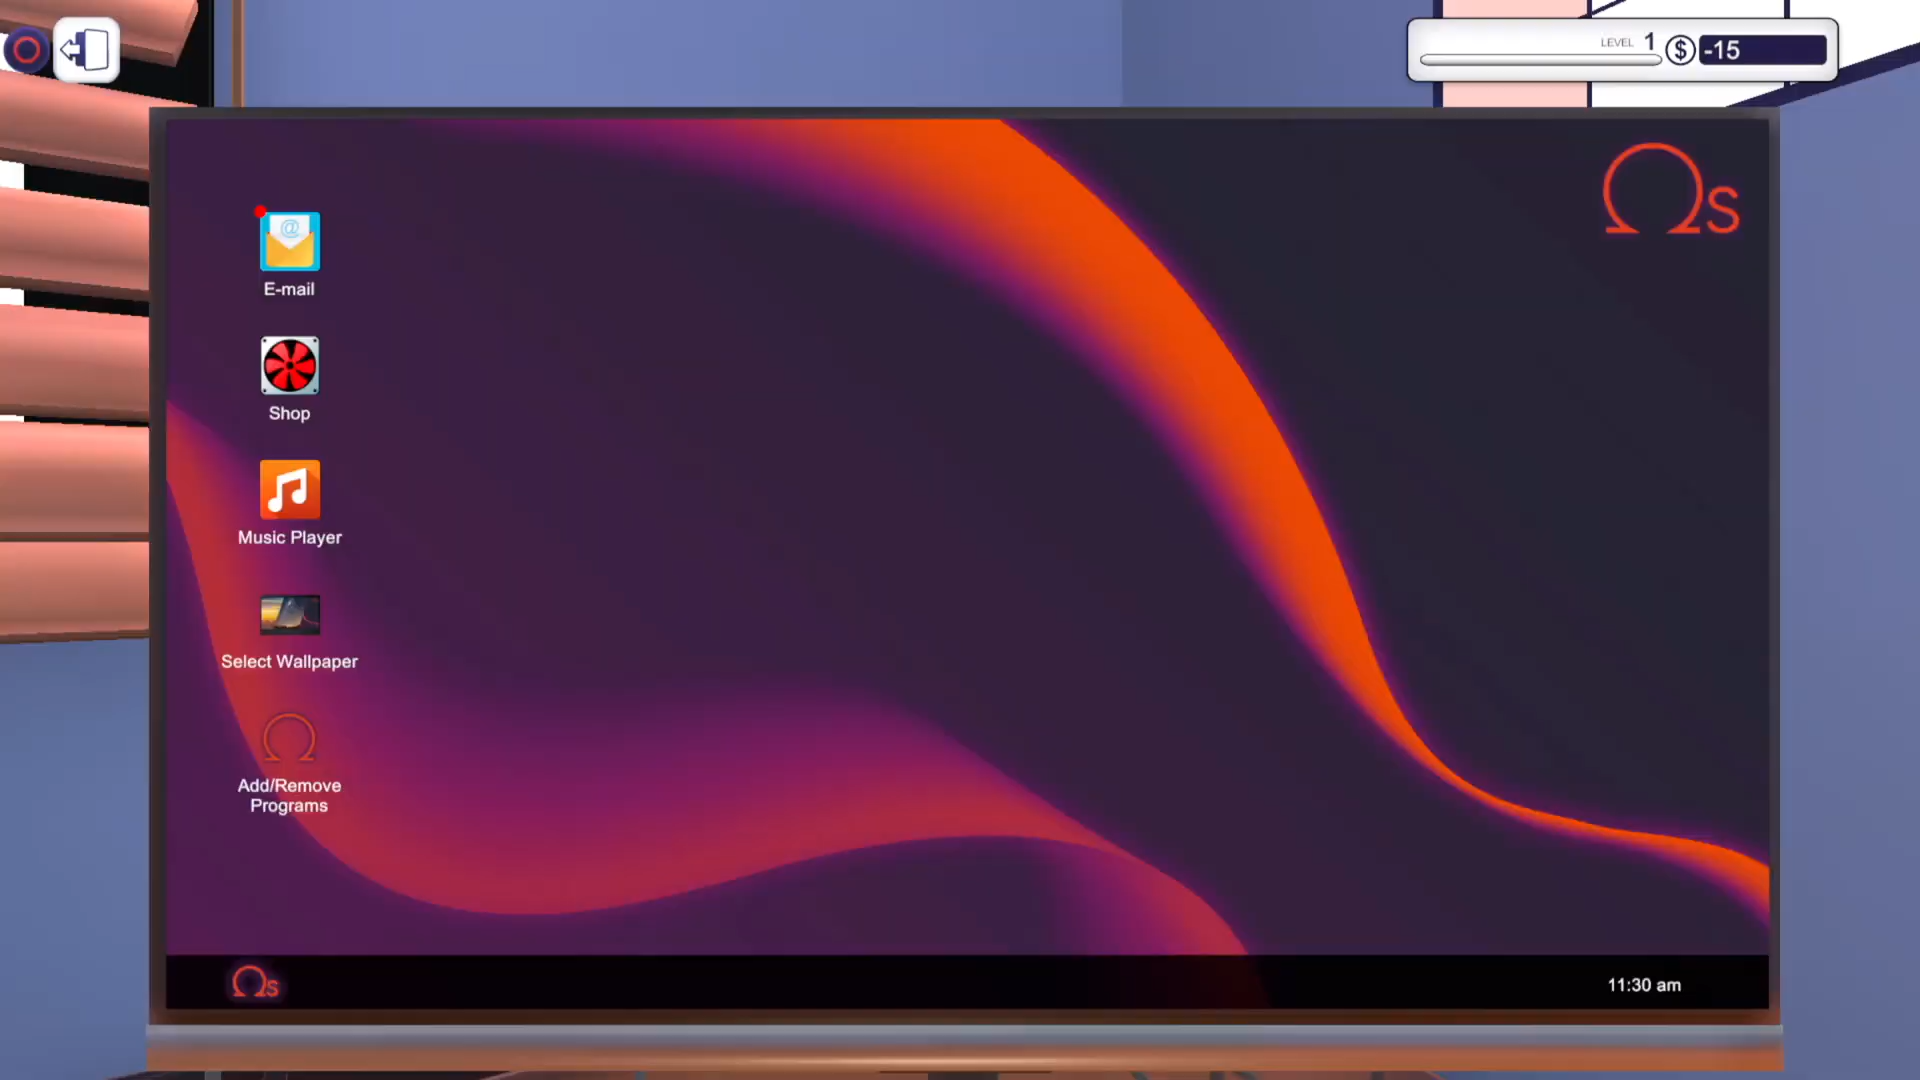 LEVEL 1 $ -15
Ωs
@
E-mail
Shop
Music Player
Select Wallpaper
Add/Remove
Programs
Ωs
11:30 am